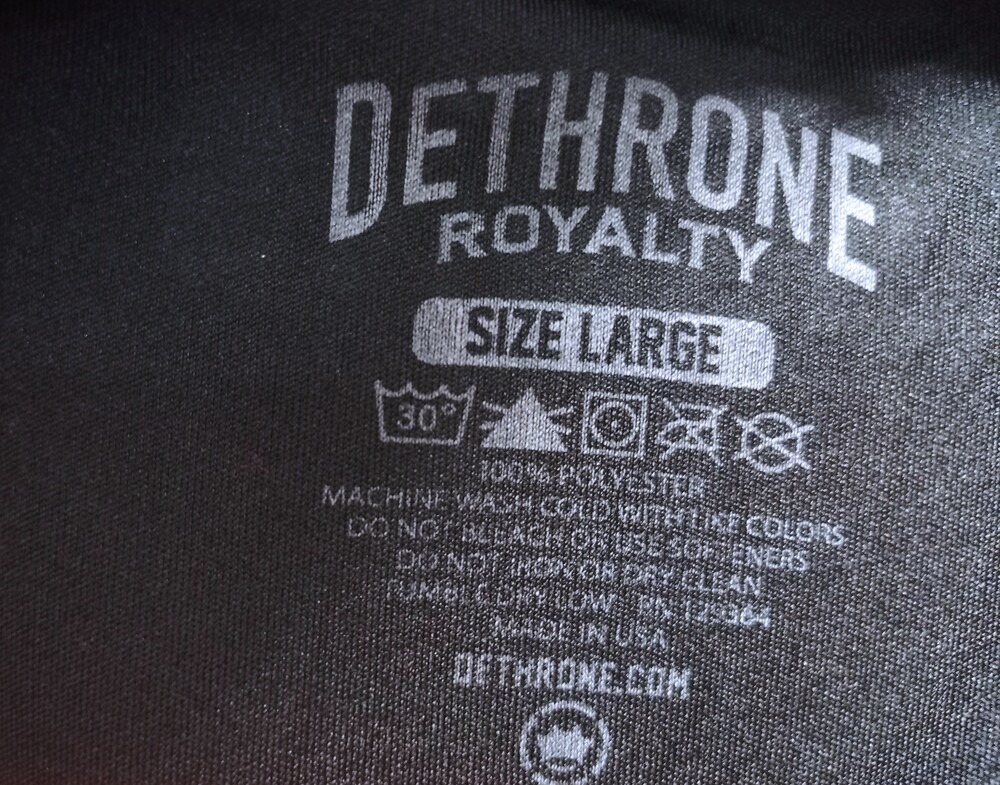 DETHRONE
ROYALTY
SIZE LARGE
30°
100% POLYESTER
MACHINE WASH COLD WITH LIKE COLORS
DO NOT BLEACH OR USE SOFTENERS
DO NOT IRON OR DRY CLEAN
TUMBLE DRY LOW RN 129364
MADE IN USA
DETHRONE.COM